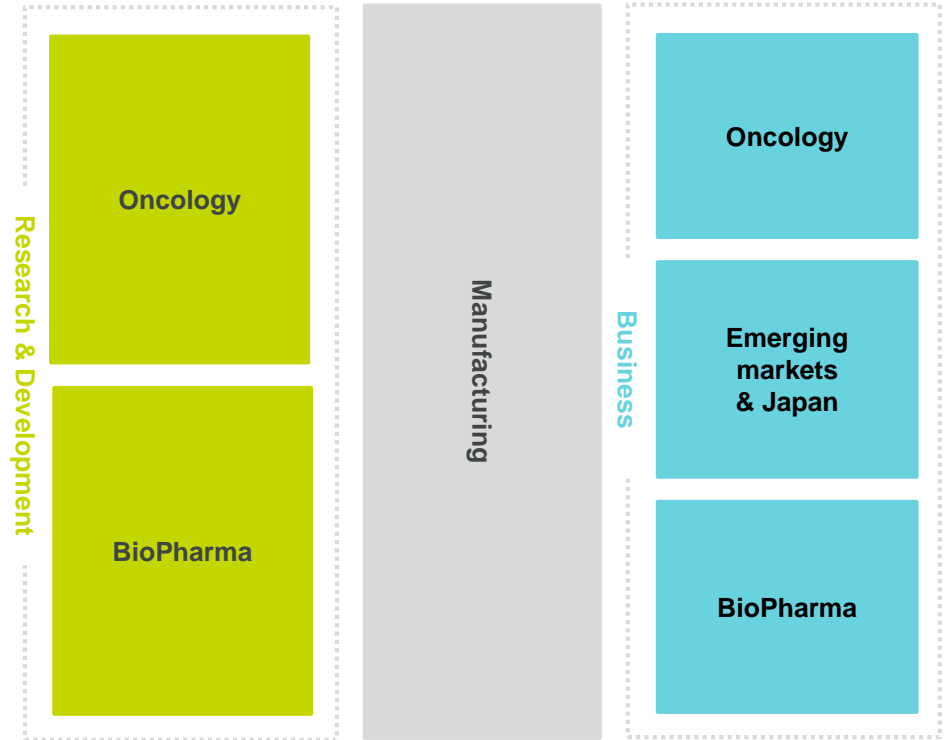 Research & Development
Oncology
BioPharma
Manufacturing
Business
Oncology
Emerging
markets
& Japan
BioPharma